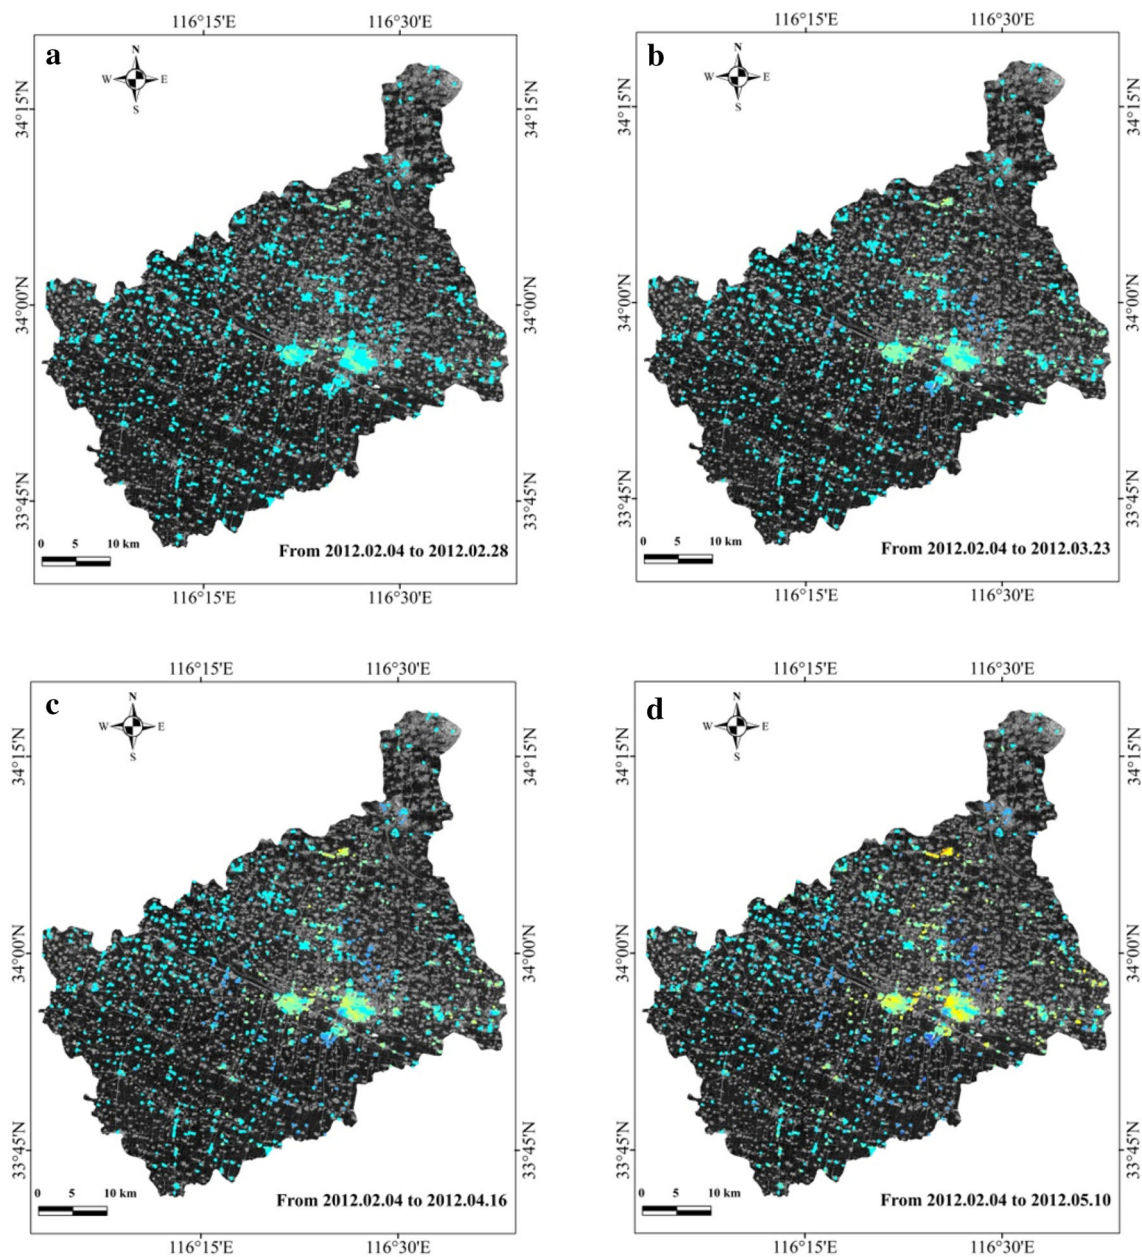 116°15'E 116°30'E 116°15'E 116°30'E
a b
N N
W E W E
S S
34°15'N 34°15'N 34°15'N 34°15'N
34°00'N 34°00'N 34°00'N 34°00'N
33°45'N 33°45'N 33°45'N 33°45'N
0 5 10 km 0 5 10 km
From 2012.02.04 to 2012.02.28 From 2012.02.04 to 2012.03.23
116°15'E 116°30'E 116°15'E 116°30'E
116°15'E 116°30'E 116°15'E 116°30'E
c d
N N
W E W E
S S
34°15'N 34°15'N 34°15'N 34°15'N
34°00'N 34°00'N 34°00'N 34°00'N
33°45'N 33°45'N 33°45'N 33°45'N
0 5 10 km 0 5 10 km
From 2012.02.04 to 2012.04.16 From 2012.02.04 to 2012.05.10
116°15'E 116°30'E 116°15'E 116°30'E